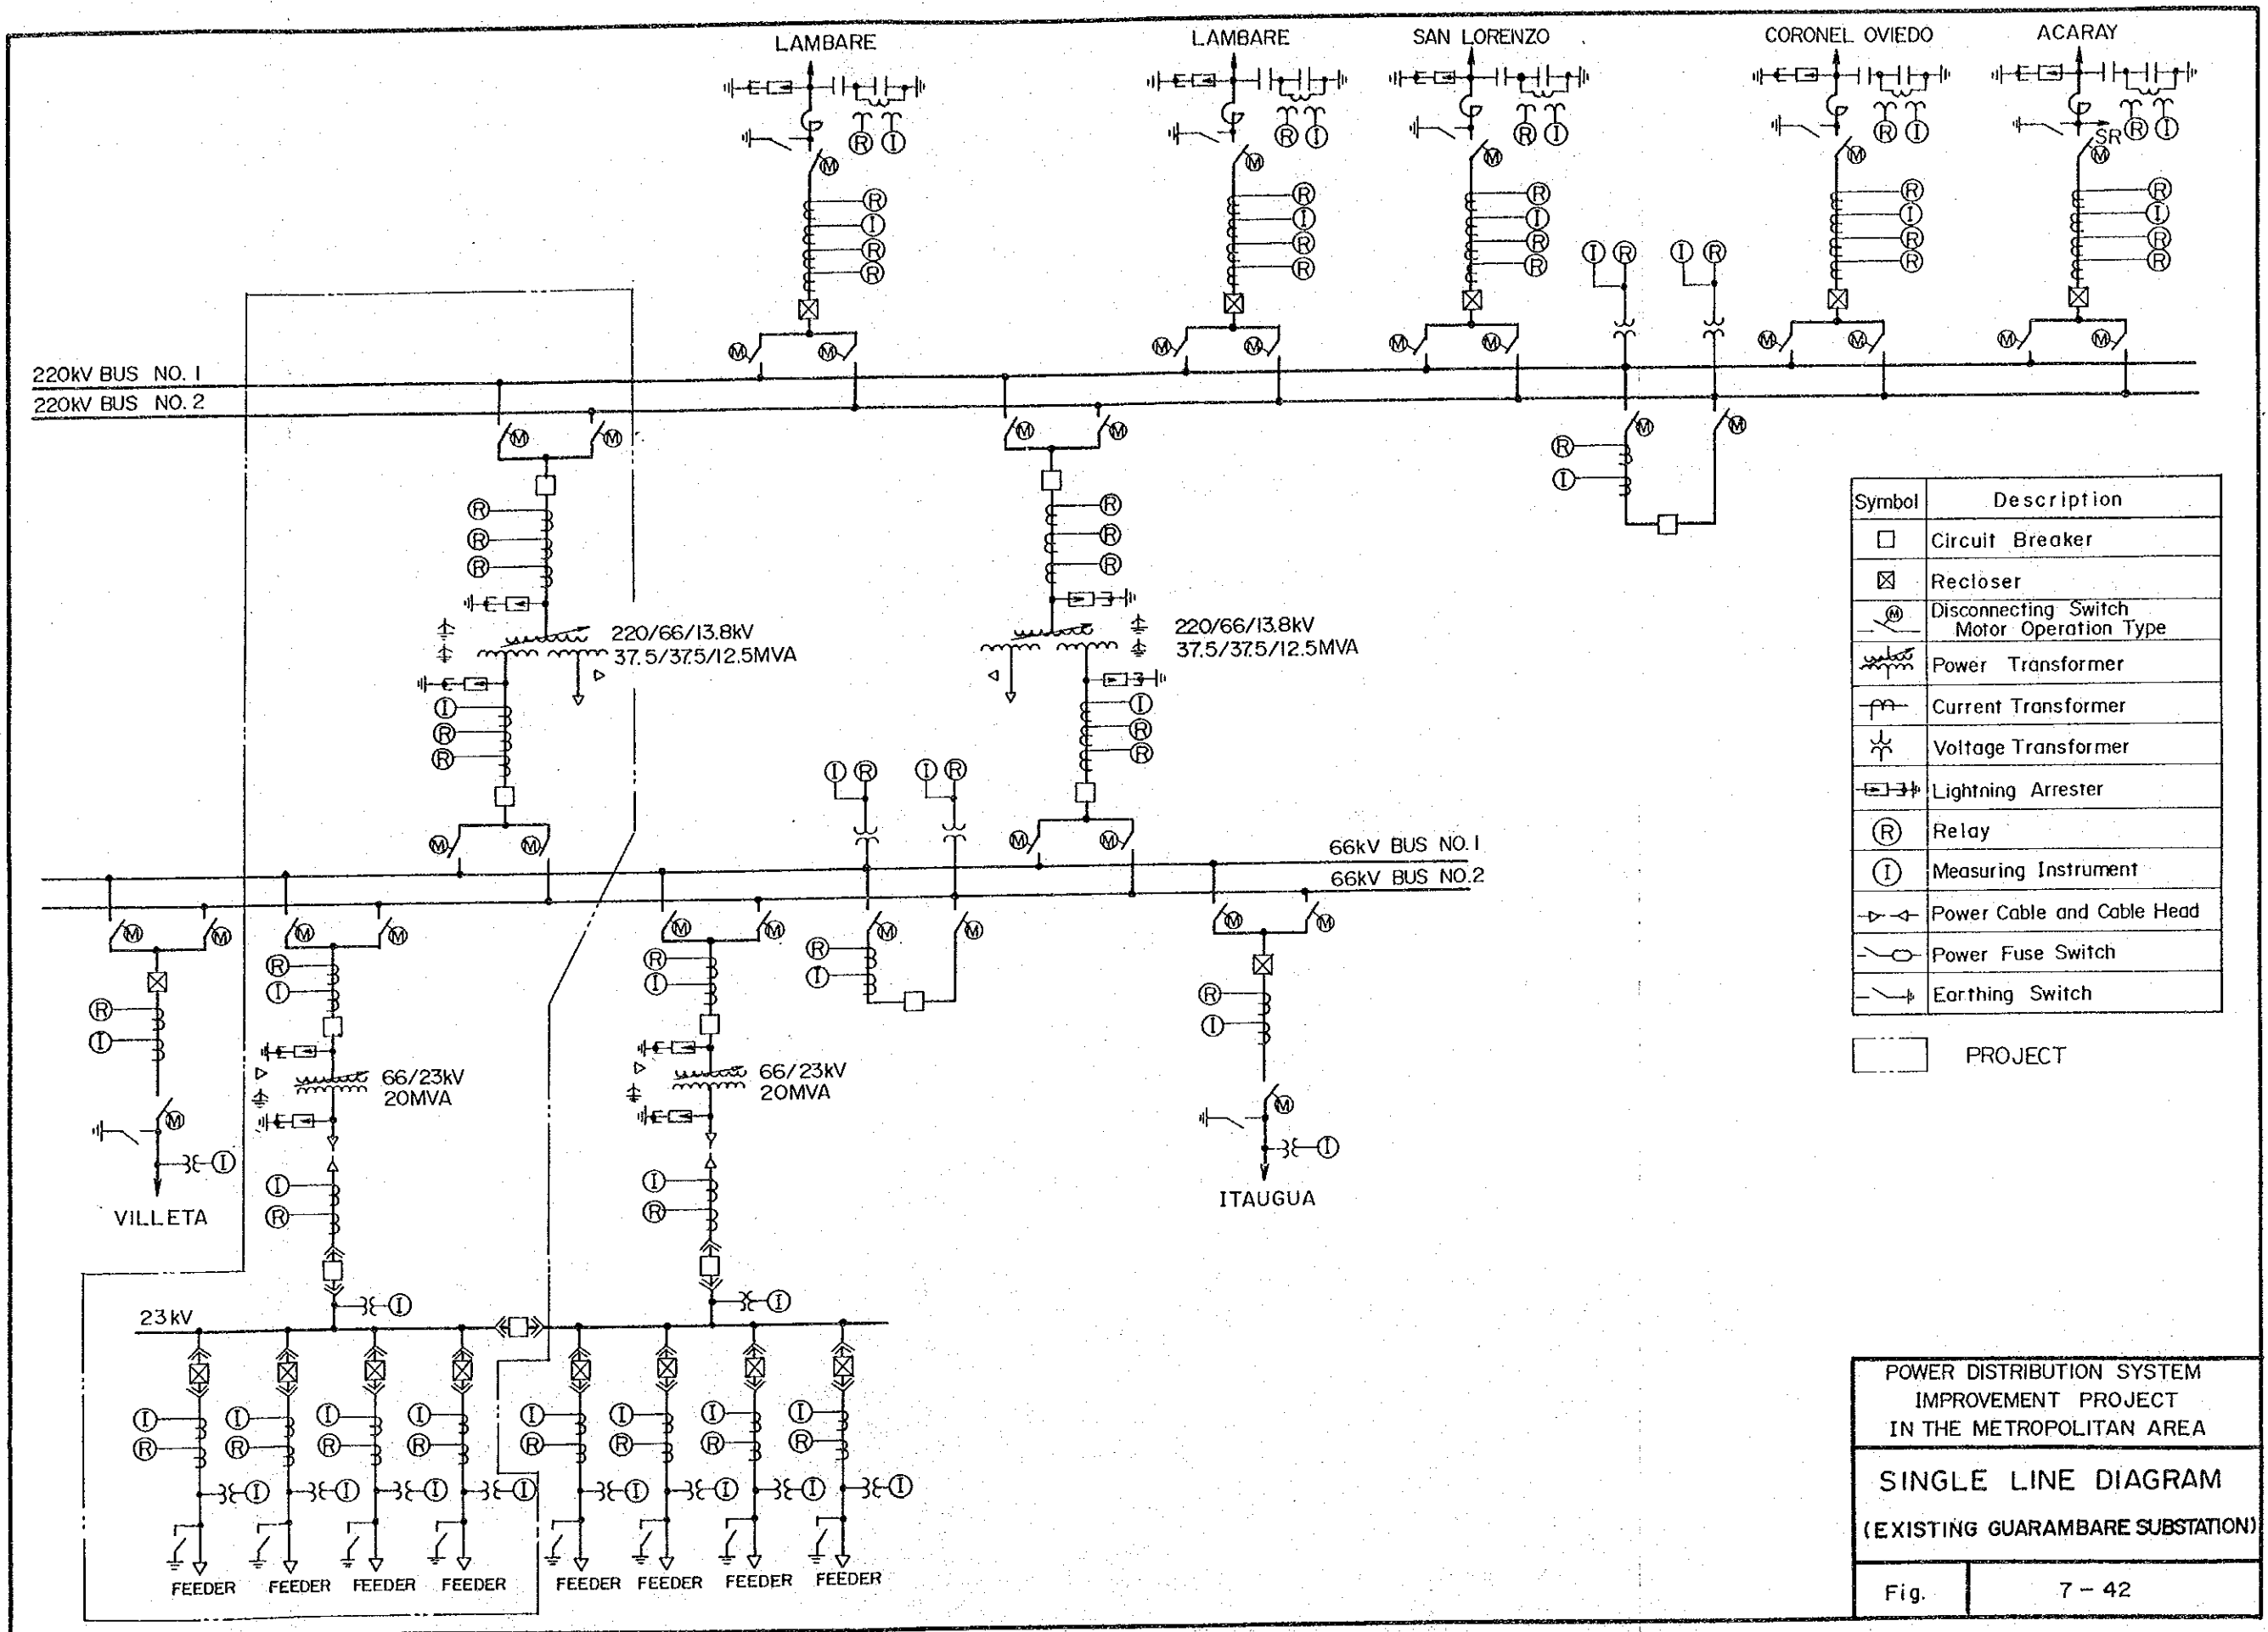 LAMBARE
LAMBARE
SAN LORENZO
CORONEL OVIEDO
ACARAY
R I
R I
R I
R I
SR R I
M
M
M
M
M
R
I
R
R
R
I
R
R
R
I
R
R
R
I
R
R
R
I
R
R
I R
I R
M M
M M
M M
M M
M M
220kV BUS NO. 1
220kV BUS NO. 2
M M
M M
M M
R
I
R
R
R
R
R
R
220/66/13.8kV
37.5/37.5/12.5MVA
220/66/13.8kV
37.5/37.5/12.5MVA
I
R
R
I
R
R
I R
I R
M M
M M
66kV BUS NO.1
66kV BUS NO.2
M M
M M
M M
M M
M M
R
I
R
I
R
I
R
I
R
I
66/23kV
20MVA
66/23kV
20MVA
M
I
VILLETA
M
I
ITAUGUA
I
R
I
R
I
I
23kV
I
R
I
I
R
I
I
R
I
I
R
I
I
R
I
I
R
I
I
R
I
I
R
I
FEEDER
FEEDER
FEEDER
FEEDER
FEEDER
FEEDER
FEEDER
FEEDER
Symbol Description
Circuit Breaker
Recloser
M Disconnecting Switch
Motor Operation Type
Power Transformer
Current Transformer
Voltage Transformer
Lightning Arrester
R Relay
I Measuring Instrument
Power Cable and Cable Head
Power Fuse Switch
Earthing Switch
PROJECT
POWER DISTRIBUTION SYSTEM
IMPROVEMENT PROJECT
IN THE METROPOLITAN AREA
SINGLE LINE DIAGRAM
(EXISTING GUARAMBARE SUBSTATION)
Fig. 7-42